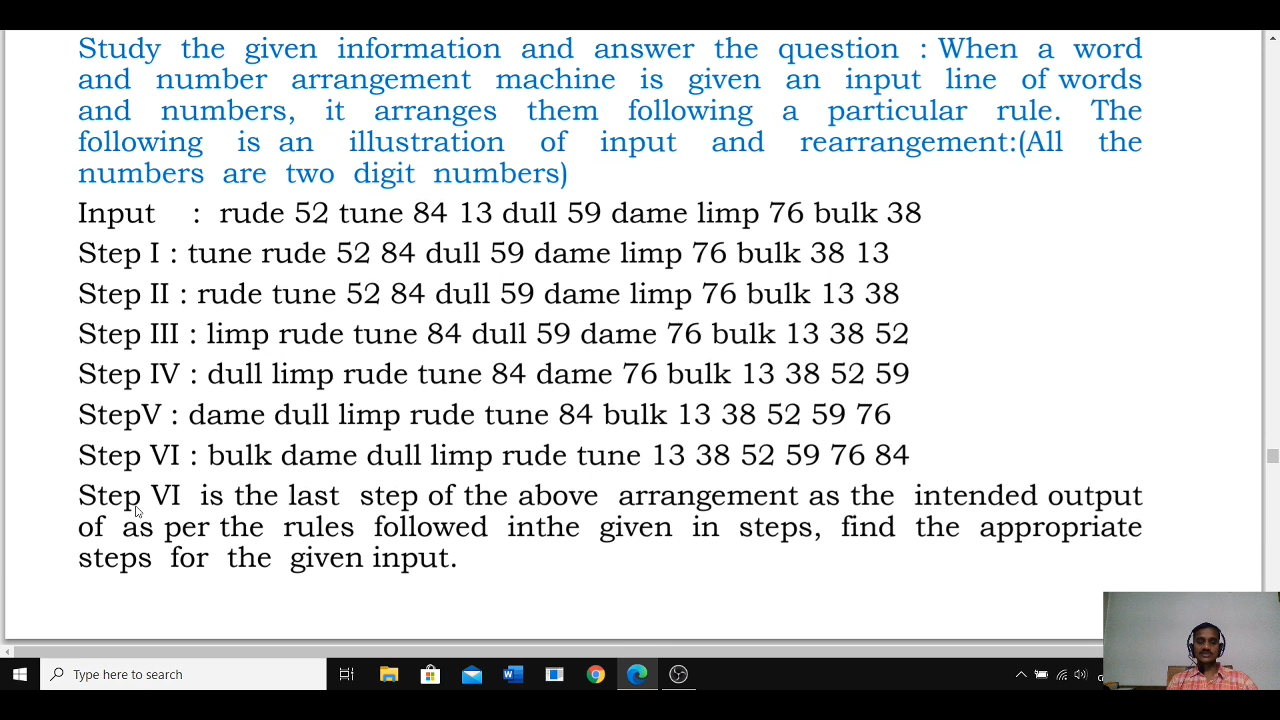 Study the given information and answer the question : When a word
and number arrangement machine is given an input line of words
and numbers, it arranges them following a particular rule. The
following is an illustration of input and rearrangement:(All the
numbers are two digit numbers)
Input : rude 52 tune 84 13 dull 59 dame limp 76 bulk 38
Step I : tune rude 52 84 dull 59 dame limp 76 bulk 38 13
Step II : rude tune 52 84 dull 59 dame limp 76 bulk 13 38
Step III : limp rude tune 84 dull 59 dame 76 bulk 13 38 52
Step IV : dull limp rude tune 84 dame 76 bulk 13 38 52 59
StepV : dame dull limp rude tune 84 bulk 13 38 52 59 76
Step VI : bulk dame dull limp rude tune 13 38 52 59 76 84
Step VI is the last step of the above arrangement as the intended output
of as per the rules followed inthe given in steps, find the appropriate
steps for the given input.
Type here to search